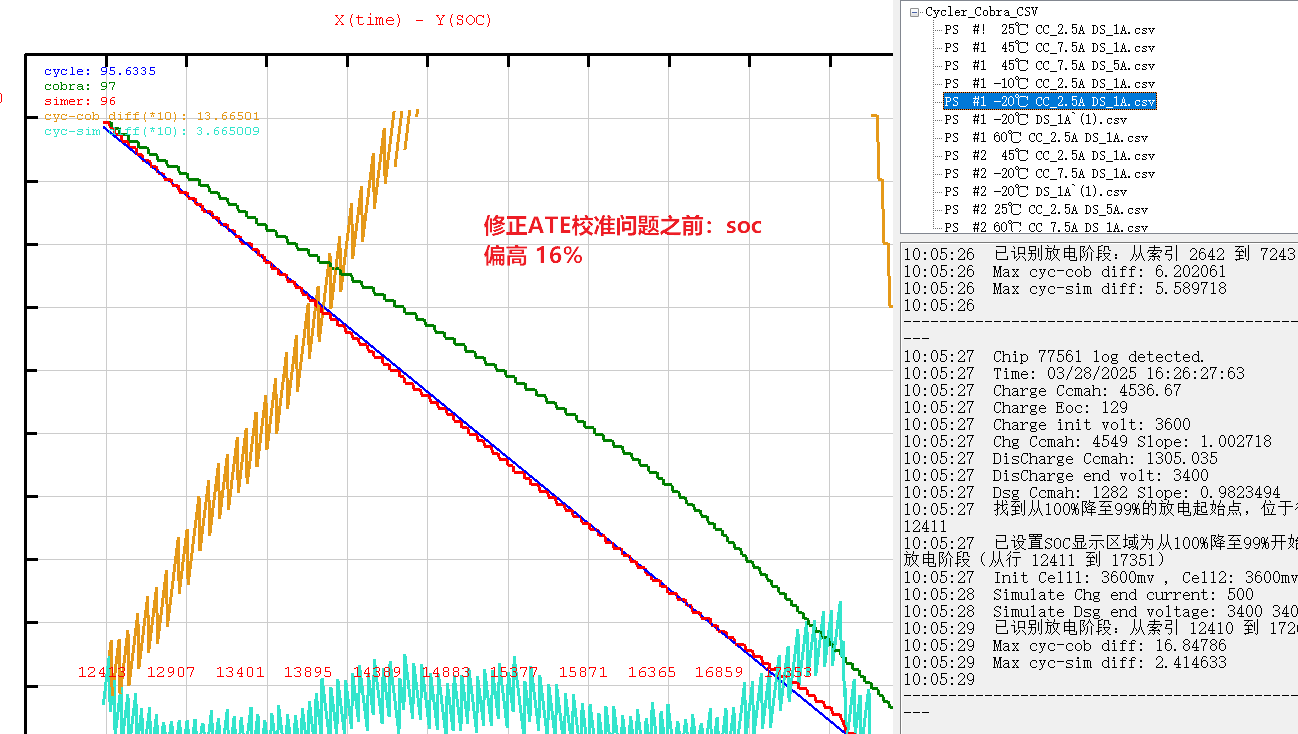 X(time) - Y(SOC)
cycle: 95.6335
cobra: 97
simer: 96
cyc-cob diff(*10): 13.66501
cyc-sim diff(*10): 3.665009
修正ATE校准问题之前：soc
偏高 16%
12413 12907 13401 13895 14389 14883 15377 15871 16365 16859 17353
Cycler_Cobra_CSV
PS #! 25℃ CC_2.5A DS_1A.csv
PS #1 45℃ CC_7.5A DS_1A.csv
PS #1 45℃ CC_7.5A DS_5A.csv
PS #1 -10℃ CC_2.5A DS_1A.csv
PS #1 -20℃ CC_2.5A DS_1A.csv
PS #1 -20℃ DS_1A`(1).csv
PS #1 60℃ CC_2.5A DS_1A.csv
PS #2 45℃ CC_2.5A DS_1A.csv
PS #2 -20℃ CC_7.5A DS_1A.csv
PS #2 -20℃ DS_1A`(1).csv
PS #2 25℃ CC_2.5A DS_5A.csv
PS #2 60℃ CC_7.5A DS_1A.csv
10:05:26 已识别放电阶段: 从索引 2642 到 7243
10:05:26 Max cyc-cob diff: 6.202061
10:05:26 Max cyc-sim diff: 5.589718
10:05:26
---
10:05:27 Chip 77561 log detected.
10:05:27 Time: 03/28/2025 16:26:27:63
10:05:27 Charge Ccmah: 4536.67
10:05:27 Charge Eoc: 129
10:05:27 Charge init volt: 3600
10:05:27 Chg Ccmah: 4549 Slope: 1.002718
10:05:27 DisCharge Ccmah: 1305.035
10:05:27 DisCharge end volt: 3400
10:05:27 Dsg Ccmah: 1282 Slope: 0.9823494
10:05:27 找到从100%降至99%的放电起始点, 位于
12411
10:05:27 已设置SOC显示区域为从100%降至99%开始
放电阶段 (从行 12411 到 17351)
10:05:27 Init Cell1: 3600mv , Cell2: 3600mv
10:05:28 Simulate Chg end current: 500
10:05:28 Simulate Dsg end voltage: 3400 340
10:05:29 已识别放电阶段: 从索引 12410 到 1726
10:05:29 Max cyc-cob diff: 16.84786
10:05:29 Max cyc-sim diff: 2.414633
10:05:29
---